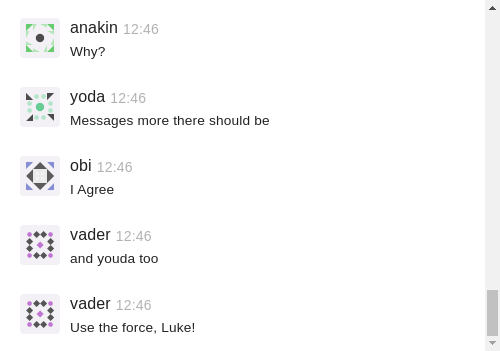 anakin 12:46
Why?
yoda 12:46
Messages more there should be
obi 12:46
I Agree
vader 12:46
and youda too
vader 12:46
Use the force, Luke!